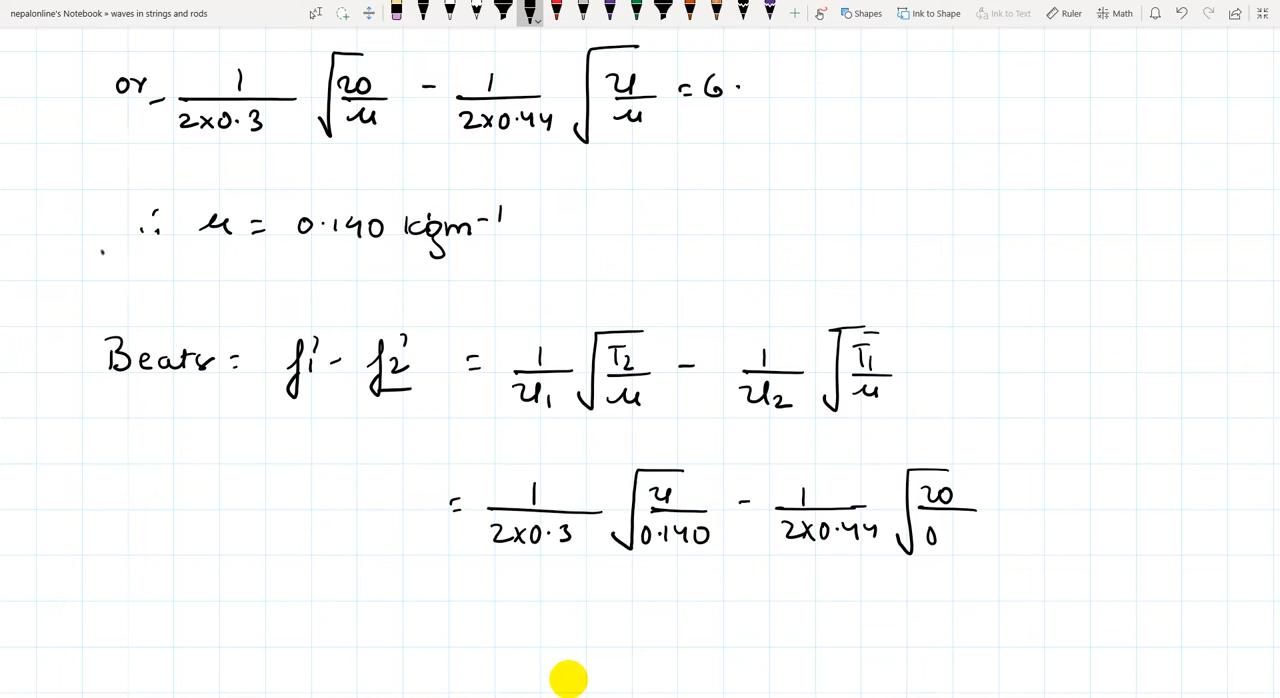 nepalonline's Notebook » waves in strings and rods Shapes Ink to Shape Ink to Text Ruler Math
or, 1/(2×0.3) √(20/μ) - 1/(2×0.44) √(21/μ) = 6.
∴ μ = 0.140 kgm⁻¹
Beats = f1' - f2' = 1/(2l1) √(T2/μ) - 1/(2l2) √(T1/μ)
= 1/(2×0.3) √(21/0.140) - 1/(2×0.44) √(20/0